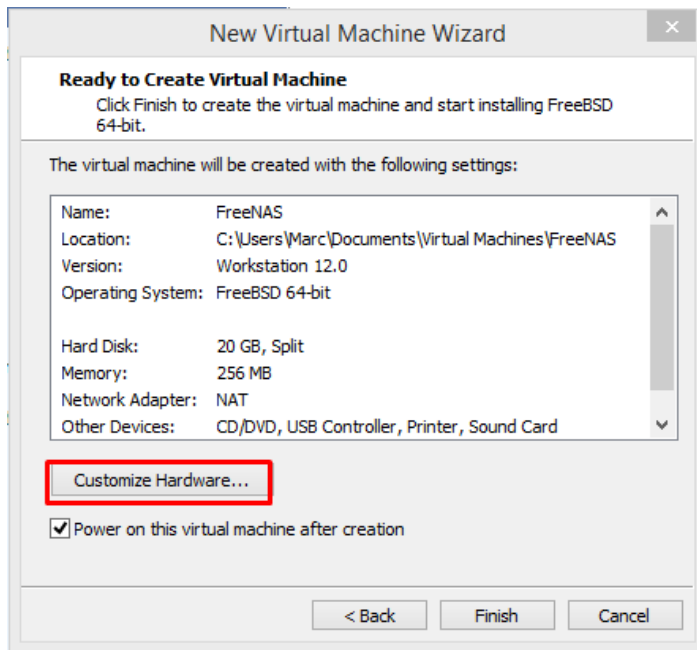 New Virtual Machine Wizard
Ready to Create Virtual Machine
Click Finish to create the virtual machine and start installing FreeBSD
64-bit.
The virtual machine will be created with the following settings:
Name: FreeNAS
Location: C:\Users\Marc\Documents\Virtual Machines\FreeNAS
Version: Workstation 12.0
Operating System: FreeBSD 64-bit
Hard Disk: 20 GB, Split
Memory: 256 MB
Network Adapter: NAT
Other Devices: CD/DVD, USB Controller, Printer, Sound Card
Customize Hardware...
Power on this virtual machine after creation
< Back Finish Cancel